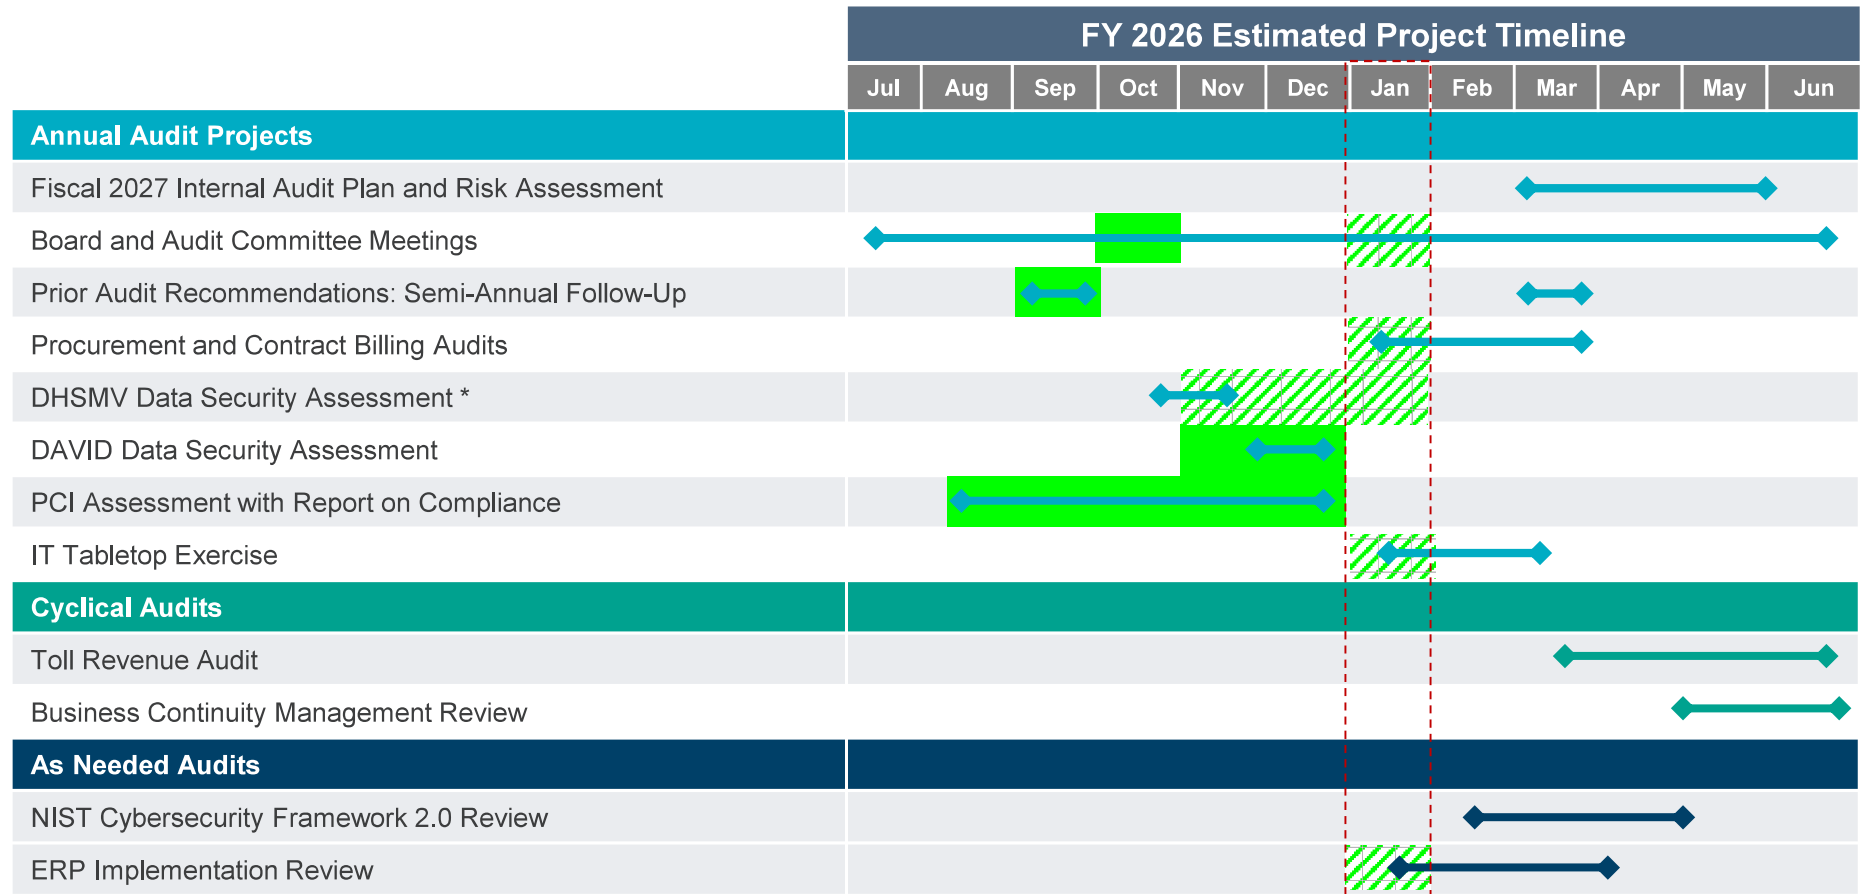 FY 2026 Estimated Project Timeline
Jul Aug Sep Oct Nov Dec Jan Feb Mar Apr May Jun
Annual Audit Projects
Fiscal 2027 Internal Audit Plan and Risk Assessment
Board and Audit Committee Meetings
Prior Audit Recommendations: Semi-Annual Follow-Up
Procurement and Contract Billing Audits
DHSMV Data Security Assessment *
DAVID Data Security Assessment
PCI Assessment with Report on Compliance
IT Tabletop Exercise
Cyclical Audits
Toll Revenue Audit
Business Continuity Management Review
As Needed Audits
NIST Cybersecurity Framework 2.0 Review
ERP Implementation Review